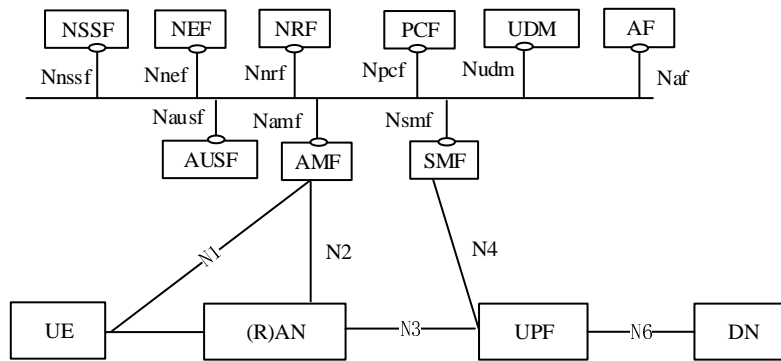 NSSF NEF NRF PCF UDM AF
Nnssf Nnef Nnrf Npcf Nudm Naf
Nausf Namf Nsmf
AUSF AMF SMF
N1 N2 N4
UE (R)AN N3 UPF N6 DN